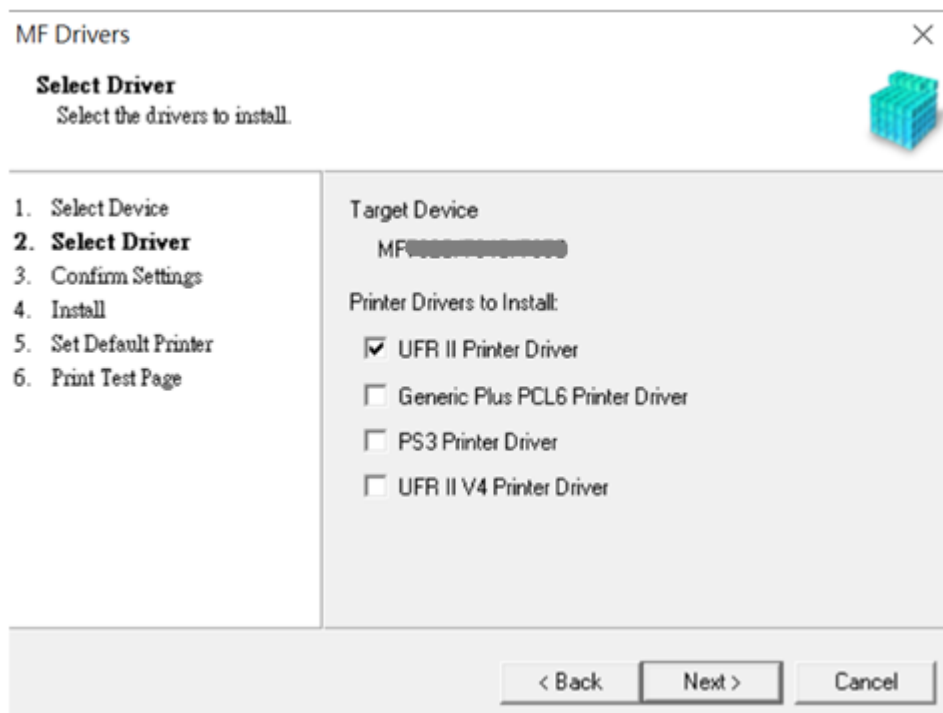 MF Drivers
Select Driver
Select the drivers to install.
1. Select Device
2. Select Driver
3. Confirm Settings
4. Install
5. Set Default Printer
6. Print Test Page
Target Device
MF
Printer Drivers to Install:
UFR II Printer Driver
Generic Plus PCL6 Printer Driver
PS3 Printer Driver
UFR II V4 Printer Driver
< Back
Next >
Cancel